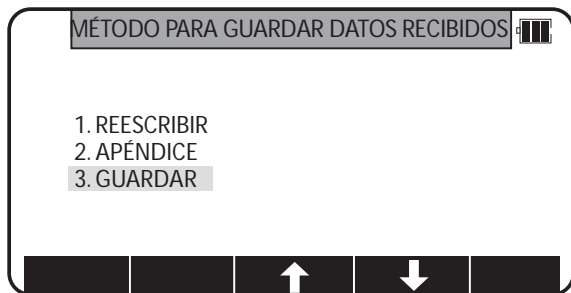 MÉTODO PARA GUARDAR DATOS RECIBIDOS
1. REESCRIBIR
2. APÉNDICE
3. GUARDAR